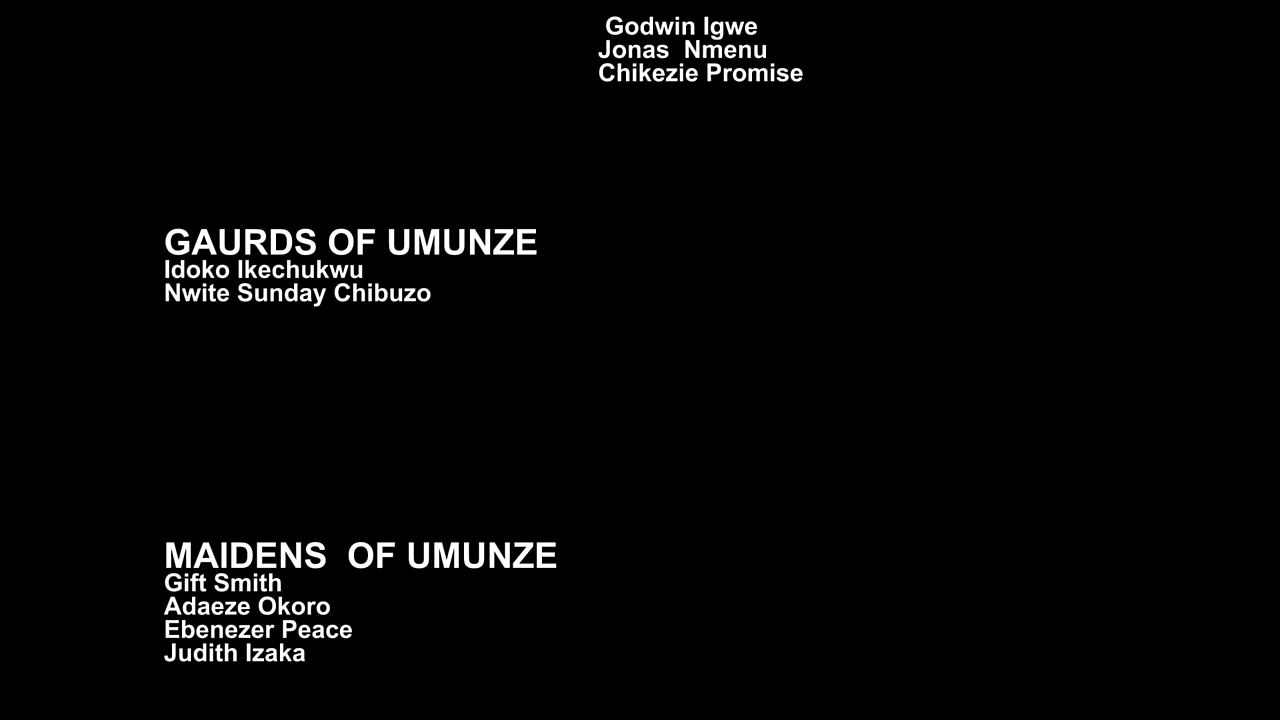 Godwin Igwe
Jonas  Nmenu
Chikezie Promise
GAURDS OF UMUNZE
Idoko Ikechukwu
Nwite Sunday Chibuzo
MAIDENS  OF UMUNZE
Gift Smith
Adaeze Okoro
Ebenezer Peace
Judith Izaka